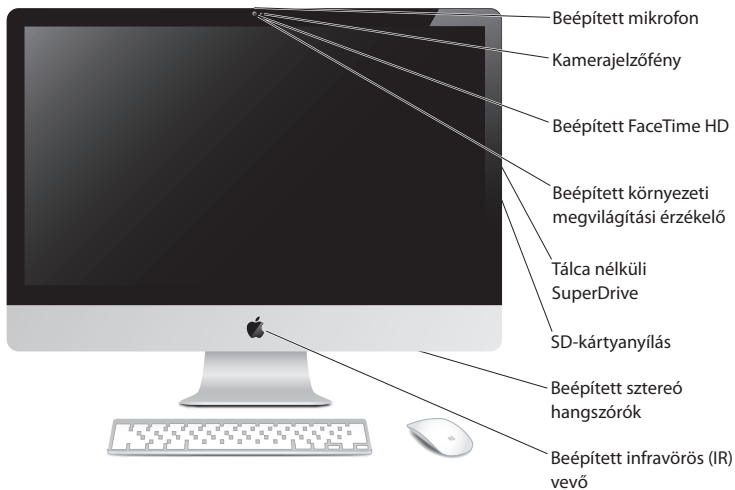 Beépített mikrofon
Kamerajelzőfény
Beépített FaceTime HD
Beépített környezeti
megvilágítási érzékelő
Tálca nélküli
SuperDrive
SD-kártyanyílás
Beépített sztereó
hangszórók
Beépített infravörös (IR)
vevő